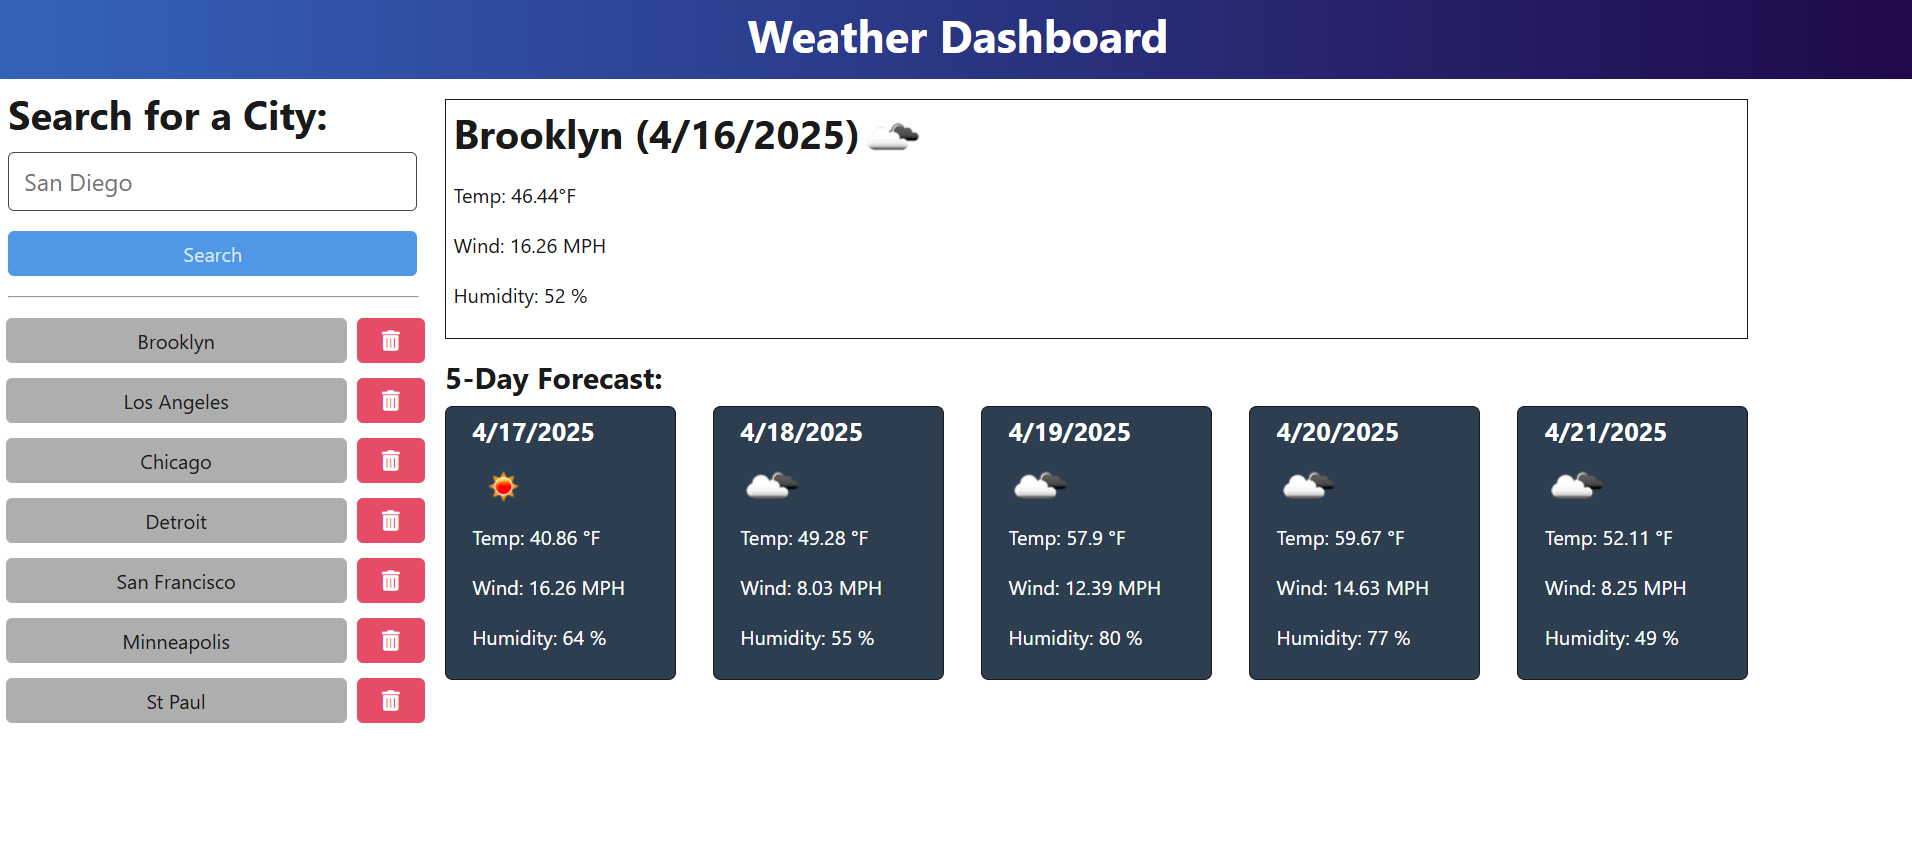 Weather Dashboard
Search for a City:
San Diego
Search
Brooklyn
Los Angeles
Chicago
Detroit
San Francisco
Minneapolis
St Paul
Brooklyn (4/16/2025)
Temp: 46.44°F
Wind: 16.26 MPH
Humidity: 52 %
5-Day Forecast:
4/17/2025
Temp: 40.86 °F
Wind: 16.26 MPH
Humidity: 64 %
4/18/2025
Temp: 49.28 °F
Wind: 8.03 MPH
Humidity: 55 %
4/19/2025
Temp: 57.9 °F
Wind: 12.39 MPH
Humidity: 80 %
4/20/2025
Temp: 59.67 °F
Wind: 14.63 MPH
Humidity: 77 %
4/21/2025
Temp: 52.11 °F
Wind: 8.25 MPH
Humidity: 49 %